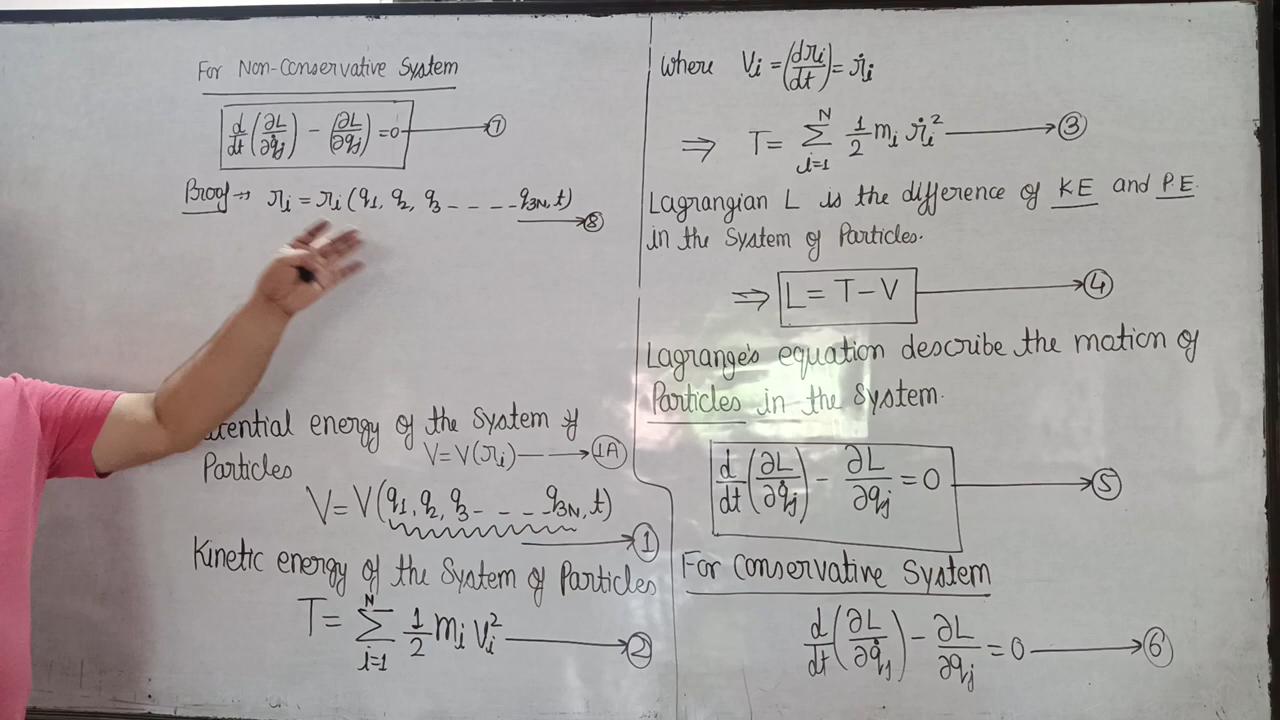 For Non-Conservative System
d/dt (∂L/∂q̇j) - (∂L/∂qj) = 0 → ⑦
Proof → ri = ri (q1, q2, q3 - - - - q3N, t) → ⑧
energy of the System of
Particles V = V(ri) → 1A
V = V(q1, q2, q3 - - - - q3N, t) → ①
Kinetic energy of the System of Particles
T = Σ i=1 N 1/2 mi Vi² → ②
where Vi = (dri/dt) = ṙi
⇒ T = Σ i=1 N 1/2 mi ṙi² → ③
Lagrangian L is the difference of KE and P.E.
in the System of Particles.
⇒ L = T - V → ④
Lagrange's equation describe the motion of
Particles in the System.
d/dt (∂L/∂q̇j) - ∂L/∂qj = 0 → ⑤
For Conservative System
d/dt (∂L/∂q̇j) - ∂L/∂qj = 0 → ⑥